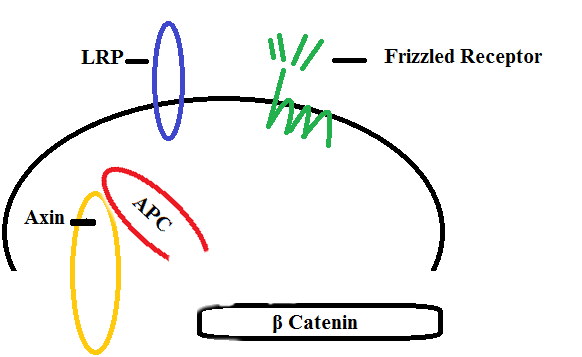 LRP
Frizzled Receptor
APC
Axin
β Catenin